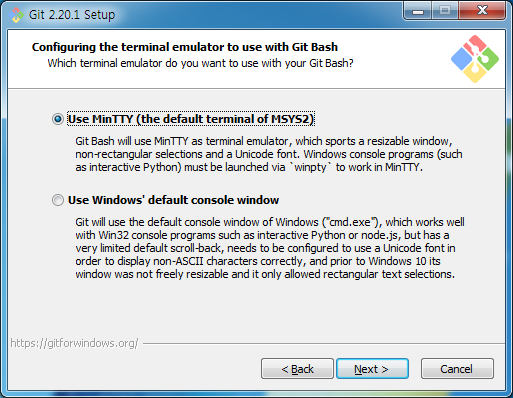 Git 2.20.1 Setup
Configuring the terminal emulator to use with Git Bash
Which terminal emulator do you want to use with your Git Bash?
Use MinTTY (the default terminal of MSYS2)
Git Bash will use MinTTY as terminal emulator, which sports a resizable window,
non-rectangular selections and a Unicode font. Windows console programs (such
as interactive Python) must be launched via `winpty` to work in MinTTY.
Use Windows' default console window
Git will use the default console window of Windows ("cmd.exe"), which works well
with Win32 console programs such as interactive Python or node.js, but has a
very limited default scroll-back, needs to be configured to use a Unicode font in
order to display non-ASCII characters correctly, and prior to Windows 10 its
window was not freely resizable and it only allowed rectangular text selections.
https://gitforwindows.org/
< Back
Next >
Cancel